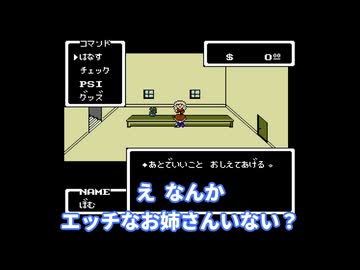 コマンド
▶はなす
チェック
PSI
グッズ
$ 0.00
◆あとでいいこと おしえてあげる。
NAME
ぼむ
え なんか
エッチなお姉さんいない？